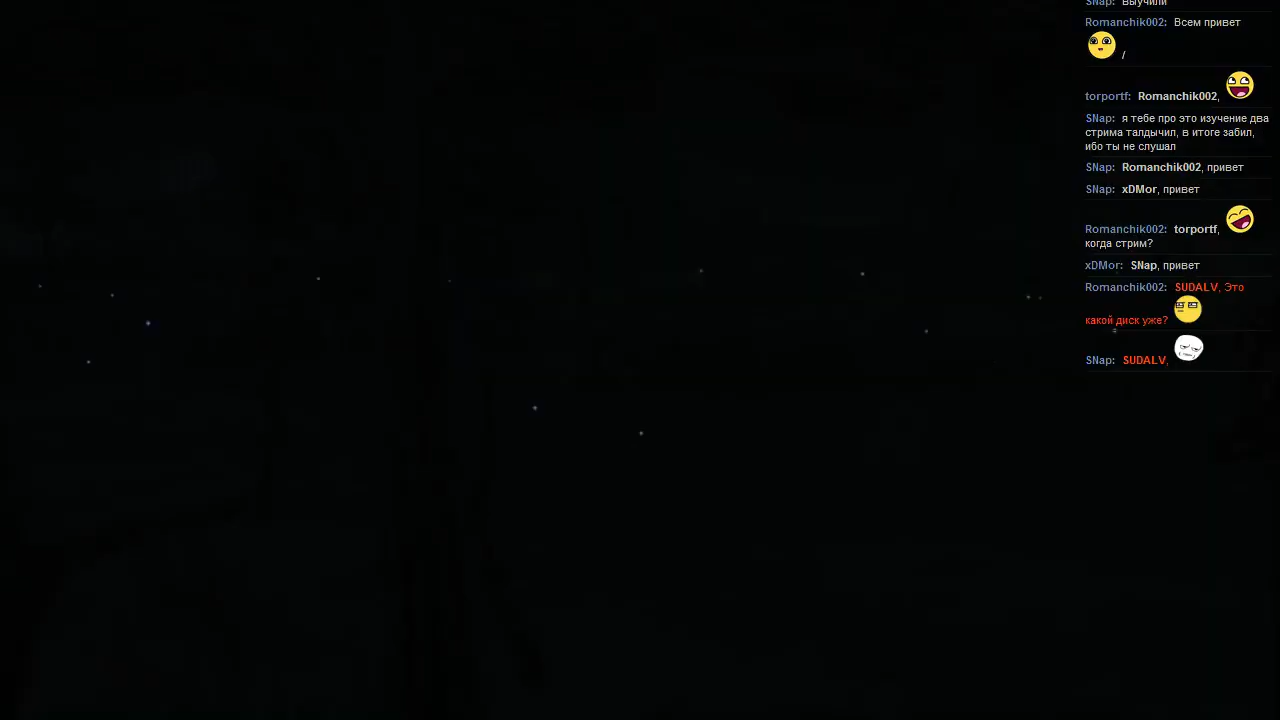 SNap: выучили
Romanchik002: Всем привет
/
torportf: Romanchik002,
SNap: я тебе про это изучение два
стрима талдычил, в итоге забил,
ибо ты не слушал
SNap: Romanchik002, привет
SNap: xDMor, привет
Romanchik002: torportf,
когда стрим?
xDMor: SNap, привет
Romanchik002: SUDALV, Это
какой диск уже?
SNap: SUDALV,